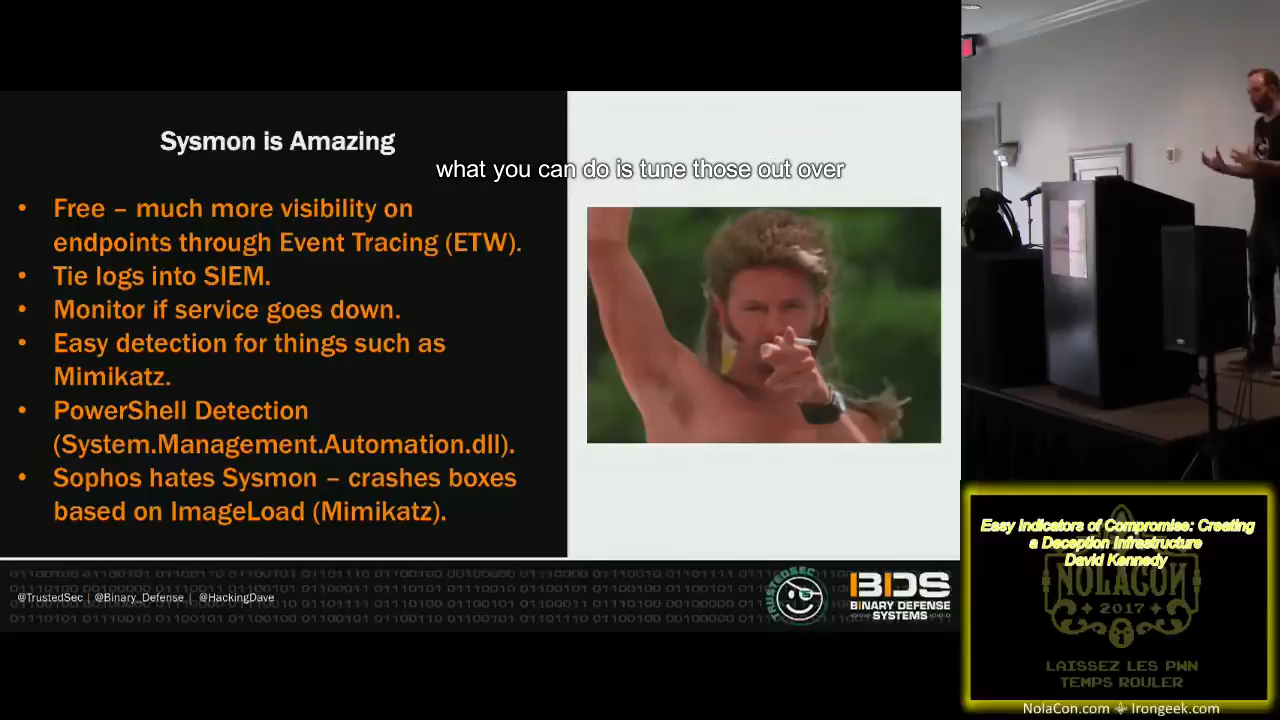 Sysmon is Amazing
what you can do is tune those out over
• Free – much more visibility on
endpoints through Event Tracing (ETW).
• Tie logs into SIEM.
• Monitor if service goes down.
• Easy detection for things such as
Mimikatz.
• PowerShell Detection
(System.Management.Automation.dll).
• Sophos hates Sysmon – crashes boxes
based on ImageLoad (Mimikatz).
@TrustedSec | @Binary_Defense | @HackingDave
TRUSTEDSEC
BDS
BINARY DEFENSE
SYSTEMS
Easy Indicators of Compromise: Creating
a Deception Infrastructure
David Kennedy
NOLACON
2017
LAISSEZ LES PWN
TEMPS ROULER
NolaCon.com ⚜ Irongeek.com